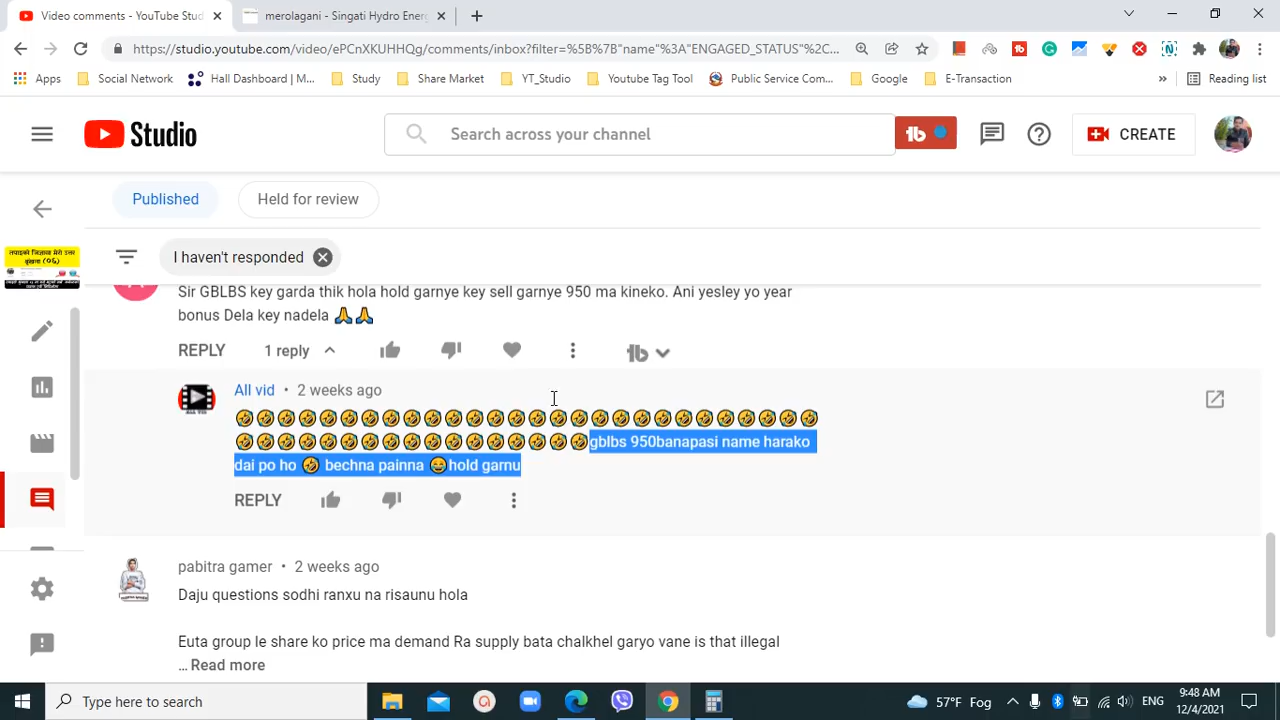 Video comments - YouTube Stud
merolagani - Singati Hydro Energ
https://studio.youtube.com/video/ePCnXKUHHQg/comments/inbox?filter=%5B%7B"name"%3A"ENGAGED_STATUS"%2C...
Apps
Social Network
Hall Dashboard | M...
Study
Share Market
YT_Studio
Youtube Tag Tool
Public Service Com...
Google
E-Transaction
»
Reading list
Studio
Search across your channel
CREATE
Published
Held for review
I haven't responded
Sir GBLBS key garda thik hola hold garnye key sell garnye 950 ma kineko. Ani yesley yo year
bonus Dela key nadela 🙏🙏
REPLY
1 reply
All vid • 2 weeks ago
🤣🤣🤣🤣🤣🤣🤣🤣🤣🤣🤣🤣🤣🤣🤣🤣🤣🤣🤣🤣🤣🤣🤣🤣🤣🤣🤣🤣
🤣🤣🤣🤣🤣🤣🤣🤣🤣🤣🤣🤣🤣🤣🤣🤣🤣gblbs 950banapasi name harako
dai po ho 🤣 bechna painna 😂hold garnu
REPLY
pabitra gamer • 2 weeks ago
Daju questions sodhi ranxu na risaunu hola
Euta group le share ko price ma demand Ra supply bata chalkhel garyo vane is that illegal
... Read more
Type here to search
57°F Fog
ENG
9:48 AM
12/4/2021